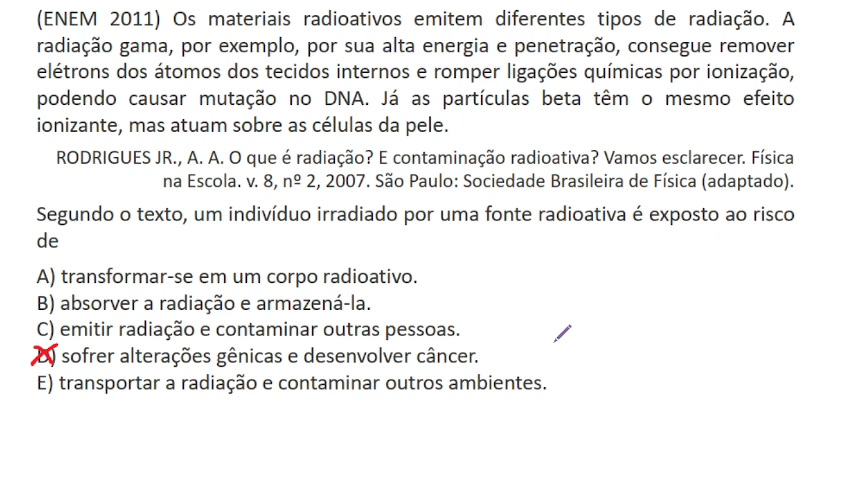 (ENEM 2011) Os materiais radioativos emitem diferentes tipos de radiação. A
radiação gama, por exemplo, por sua alta energia e penetração, consegue remover
elétrons dos átomos dos tecidos internos e romper ligações químicas por ionização,
podendo causar mutação no DNA. Já as partículas beta têm o mesmo efeito
ionizante, mas atuam sobre as células da pele.
RODRIGUES JR., A. A. O que é radiação? E contaminação radioativa? Vamos esclarecer. Física
na Escola. v. 8, nº 2, 2007. São Paulo: Sociedade Brasileira de Física (adaptado).
Segundo o texto, um indivíduo irradiado por uma fonte radioativa é exposto ao risco
de
A) transformar-se em um corpo radioativo.
B) absorver a radiação e armazená-la.
C) emitir radiação e contaminar outras pessoas.
D) sofrer alterações gênicas e desenvolver câncer.
E) transportar a radiação e contaminar outros ambientes.